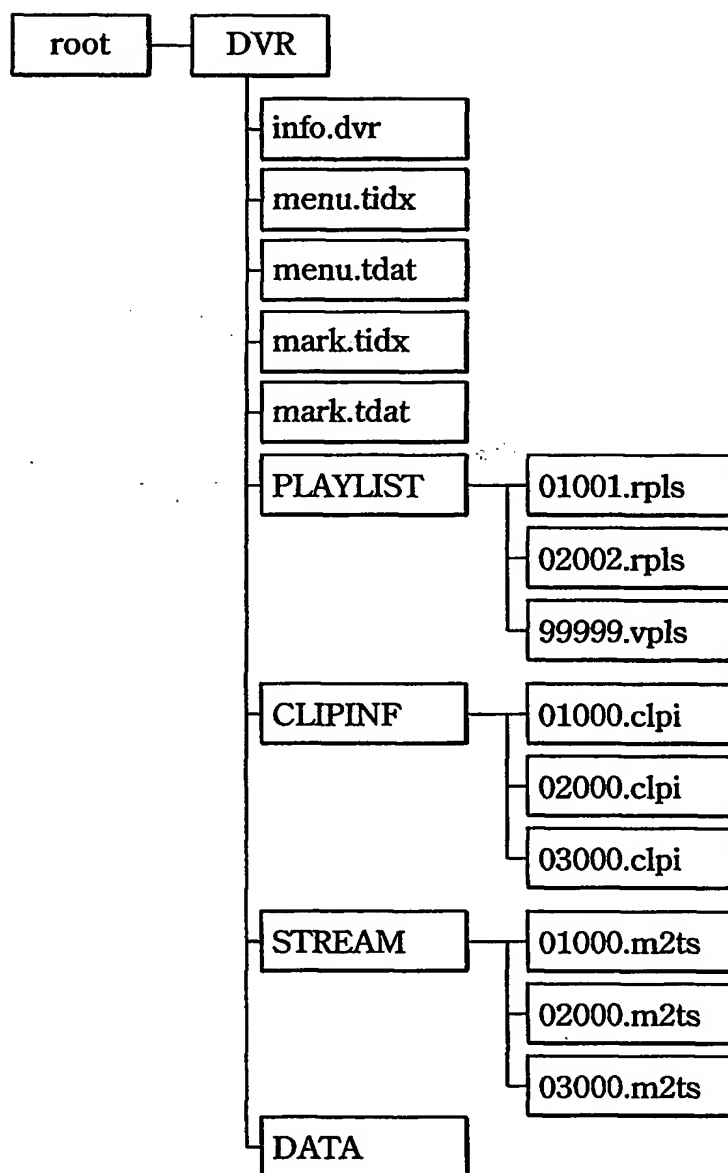 root DVR
info.dvr
menu.tidx
menu.tdat
mark.tidx
mark.tdat
PLAYLIST 01001.rpls
02002.rpls
99999.vpls
CLIPINF 01000.clpi
02000.clpi
03000.clpi
STREAM 01000.m2ts
02000.m2ts
03000.m2ts
DATA